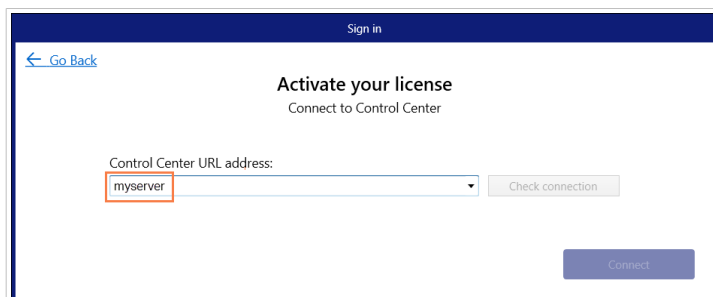 Sign in
← Go Back
Activate your license
Connect to Control Center
Control Center URL address:
myserver
Check connection
Connect